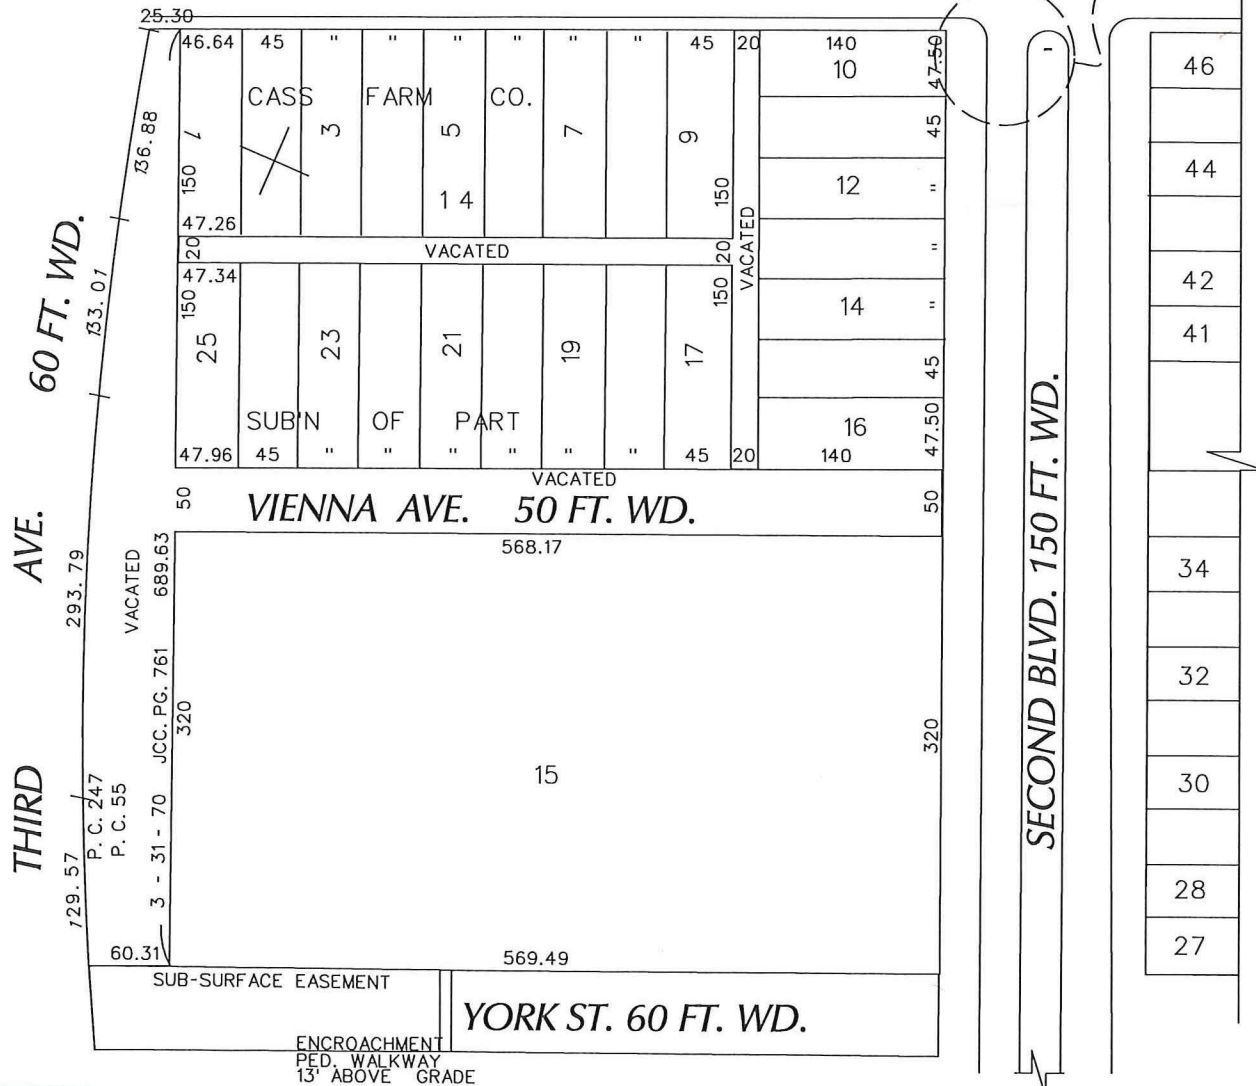 25.30
46.64 45 " " " " " " 45 20 140 47.50
10
46
CASS FARM CO.
136.88
3 5 7 9
45
44
150
12 "
14
150
47.26
60 FT. WD.
20 VACATED 20 VACATED
"
47.34
42
133.01
150 150
14 "
25 23 21 19 17
41
45
SUB'N OF PART
16 47.50
47.96 45 " " " " " " 45 20 140
VACATED
50 VIENNA AVE. 50 FT. WD. 50
SECOND BLVD. 150 FT. WD.
568.17
THIRD AVE.
293.79
VACATED
689.63
34
32
3 - 31 - 70 JCC. PG. 761
320 320
15
30
P. C. 247
P. C. 55
129.57
28
27
60.31
569.49
SUB-SURFACE EASEMENT
YORK ST. 60 FT. WD.
ENCROACHMENT
PED. WALKWAY
13' ABOVE GRADE